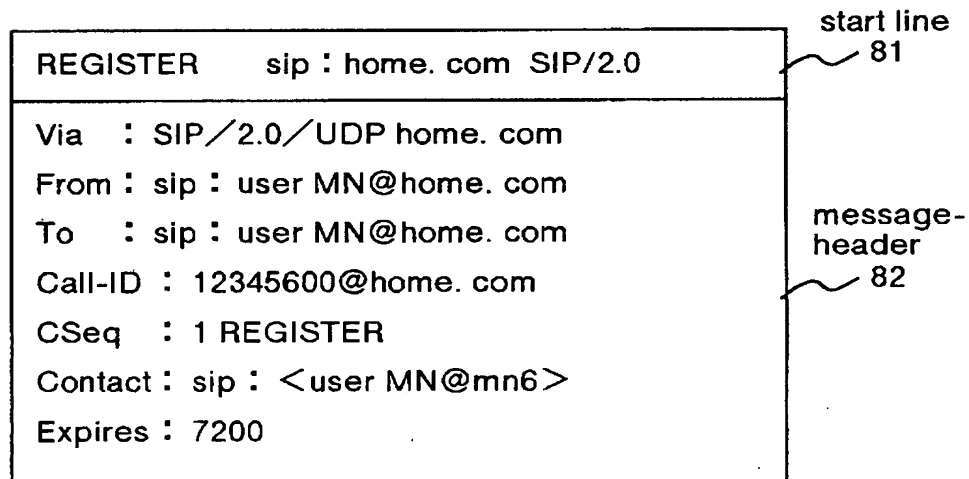 start line
81
REGISTER sip : home. com SIP/2.0
Via : SIP／2.0／UDP home. com
From : sip : user MN@home. com
To : sip : user MN@home. com
message-
header
82
Call-ID : 12345600@home. com
CSeq : 1 REGISTER
Contact : sip : <user MN@mn6>
Expires : 7200